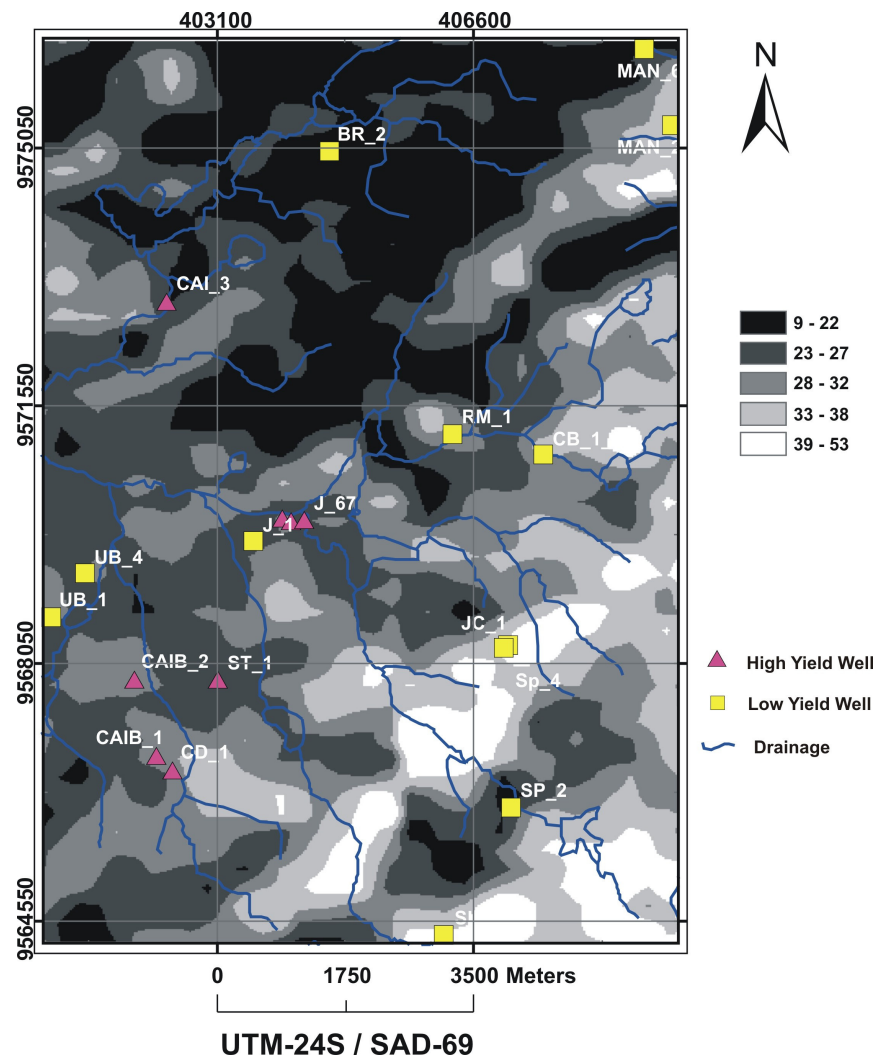 403100 406600
N
MAN_6
9575050
BR_2
MAN_
CAI_3
9 - 22
23 - 27
28 - 32
33 - 38
39 - 53
9571550
RM_1
CB_1
J_67
J_1
UB_4
UB_1
JC_1
9568050
CAIB_2 ST_1
Sp_4
High Yield Well
Low Yield Well
Drainage
CAIB_1
CD_1
SP_2
9564550
0 1750 3500 Meters
UTM-24S / SAD-69